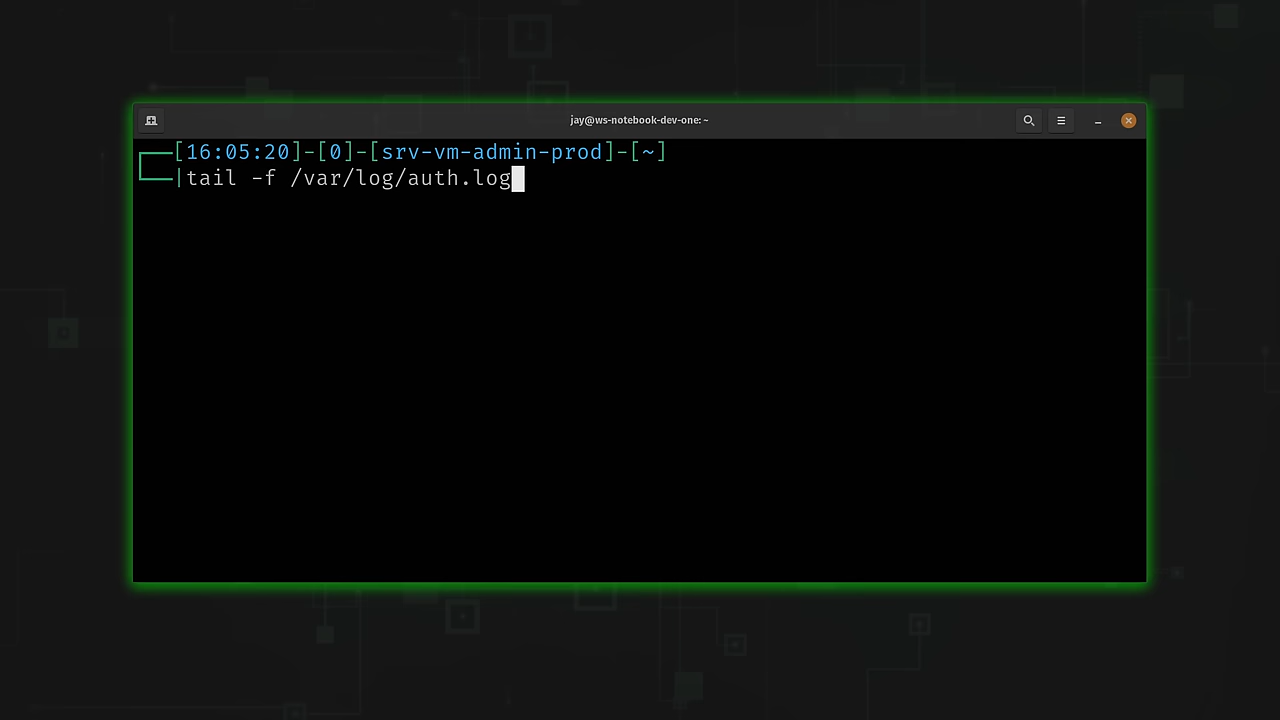 jay@ws-notebook-dev-one: ~
[16:05:20]-[0]-[srv-vm-admin-prod]-[~]
|tail -f /var/log/auth.log